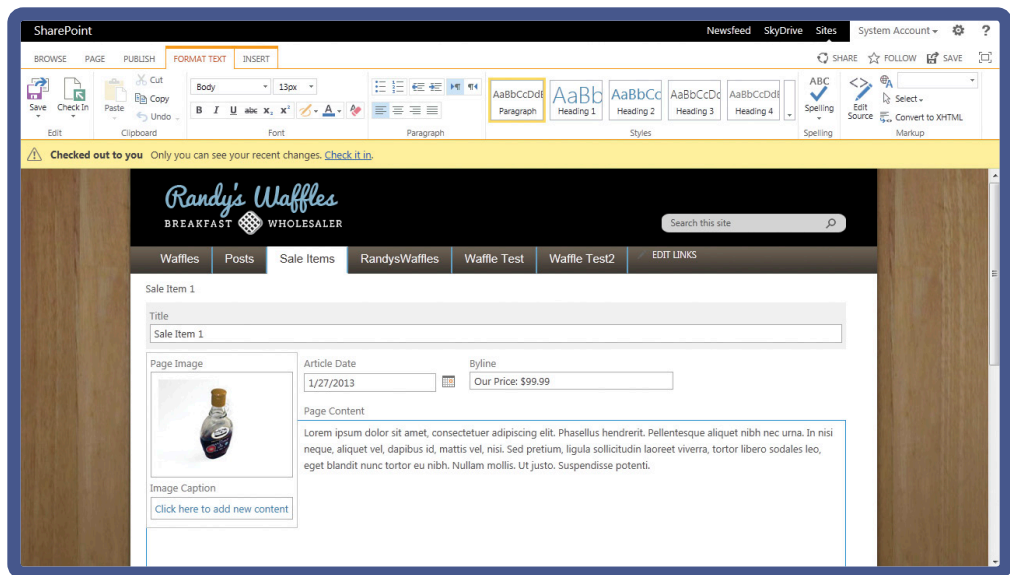 SharePoint Newsfeed SkyDrive Sites System Account ?
BROWSE PAGE PUBLISH FORMAT TEXT INSERT SHARE FOLLOW SAVE
Save Check In Paste Cut Copy Undo
Body 13px
B I U abc x₂ x²
AaBbCcDdE Paragraph
AaBb Heading 1
AaBbCc Heading 2
AaBbCcDc Heading 3
AaBbCcDdE Heading 4
ABC Spelling
Edit Source Select Convert to XHTML
Edit Clipboard Font Paragraph Styles Spelling Markup
Checked out to you Only you can see your recent changes. Check it in.
Randy's Waffles
BREAKFAST WHOLESALER
Search this site
Waffles Posts Sale Items RandysWaffles Waffle Test Waffle Test2 EDIT LINKS
Sale Item 1
Title
Sale Item 1
Page Image Article Date Byline
1/27/2013 Our Price: $99.99
Page Content
Lorem ipsum dolor sit amet, consectetuer adipiscing elit. Phasellus hendrerit. Pellentesque aliquet nibh nec urna. In nisi
neque, aliquet vel, dapibus id, mattis vel, nisi. Sed pretium, ligula sollicitudin laoreet viverra, tortor libero sodales leo,
eget blandit nunc tortor eu nibh. Nullam mollis. Ut justo. Suspendisse potenti.
Image Caption
Click here to add new content